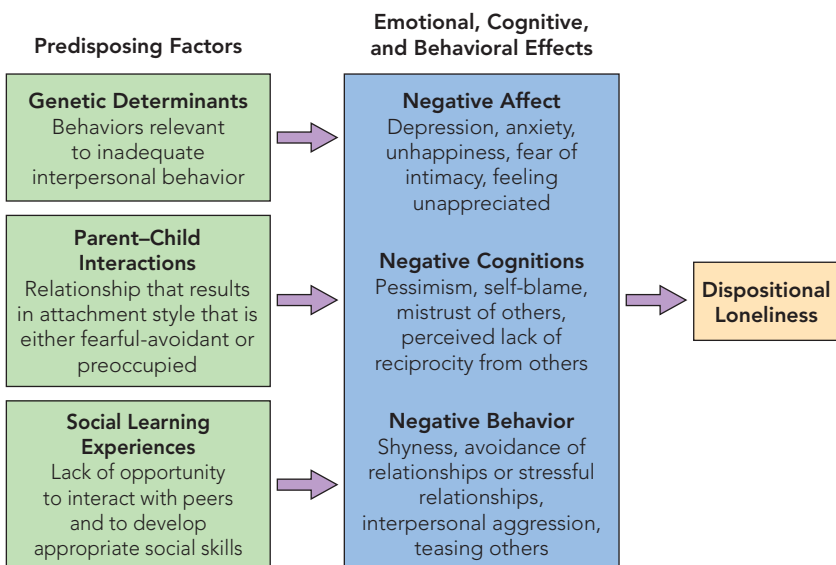 Predisposing Factors
Emotional, Cognitive,
and Behavioral Effects
Genetic Determinants
Behaviors relevant
to inadequate
interpersonal behavior
Parent–Child
Interactions
Relationship that results
in attachment style that is
either fearful-avoidant or
preoccupied
Social Learning
Experiences
Lack of opportunity
to interact with peers
and to develop
appropriate social skills
Negative Affect
Depression, anxiety,
unhappiness, fear of
intimacy, feeling
unappreciated
Negative Cognitions
Pessimism, self-blame,
mistrust of others,
perceived lack of
reciprocity from others
Negative Behavior
Shyness, avoidance of
relationships or stressful
relationships,
interpersonal aggression,
teasing others
Dispositional
Loneliness